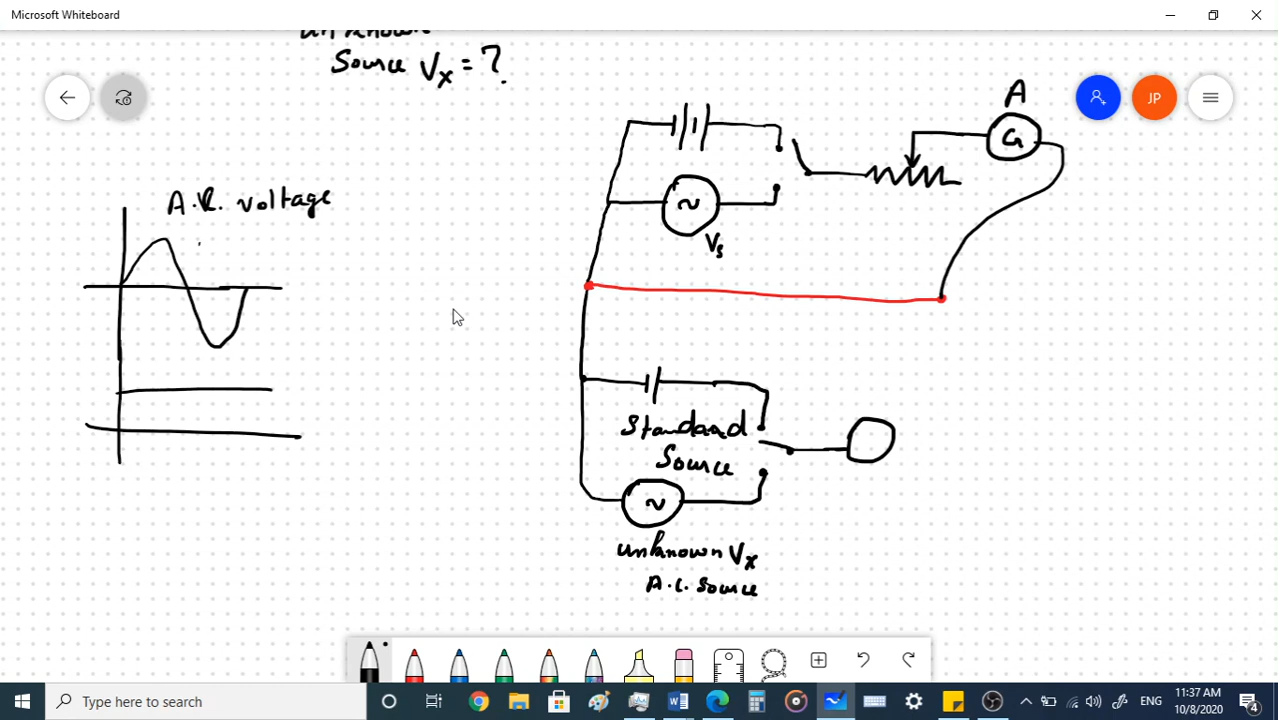 Microsoft Whiteboard
unknown
Source Vx = ?
A
JP
G
A.C. voltage
~
Vs
Standard
Source
~
unknown Vx
A.C. Source
Type here to search
W
ENG
11:37 AM
10/8/2020
4